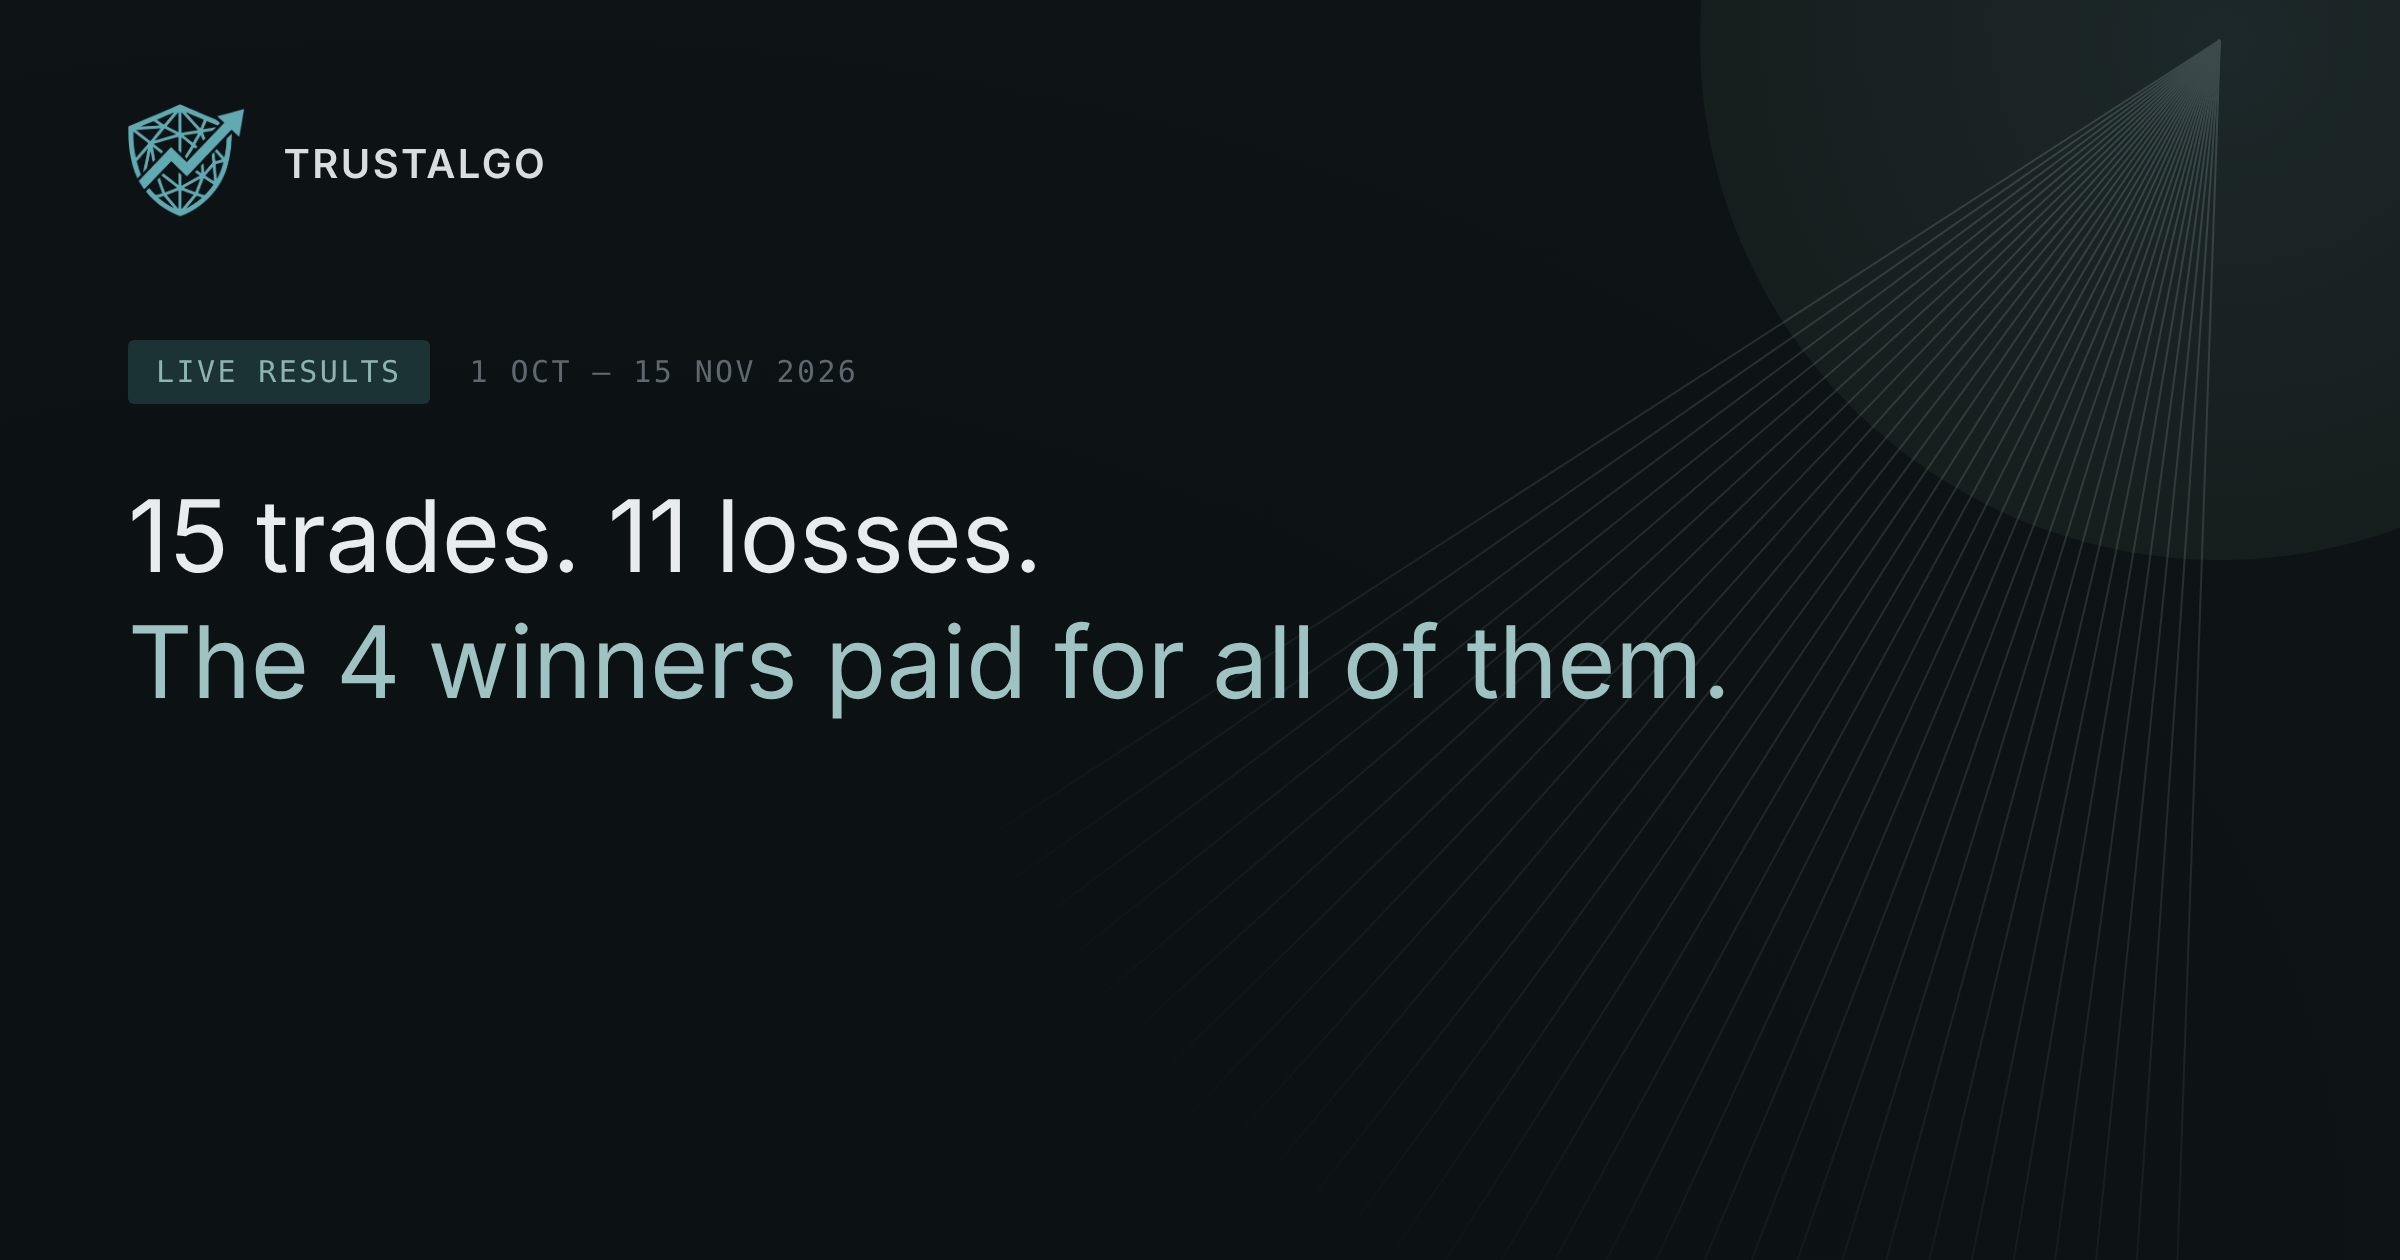 TRUSTALGO
LIVE RESULTS
1 OCT – 15 NOV 2026
15 trades. 11 losses.
The 4 winners paid for all of them.